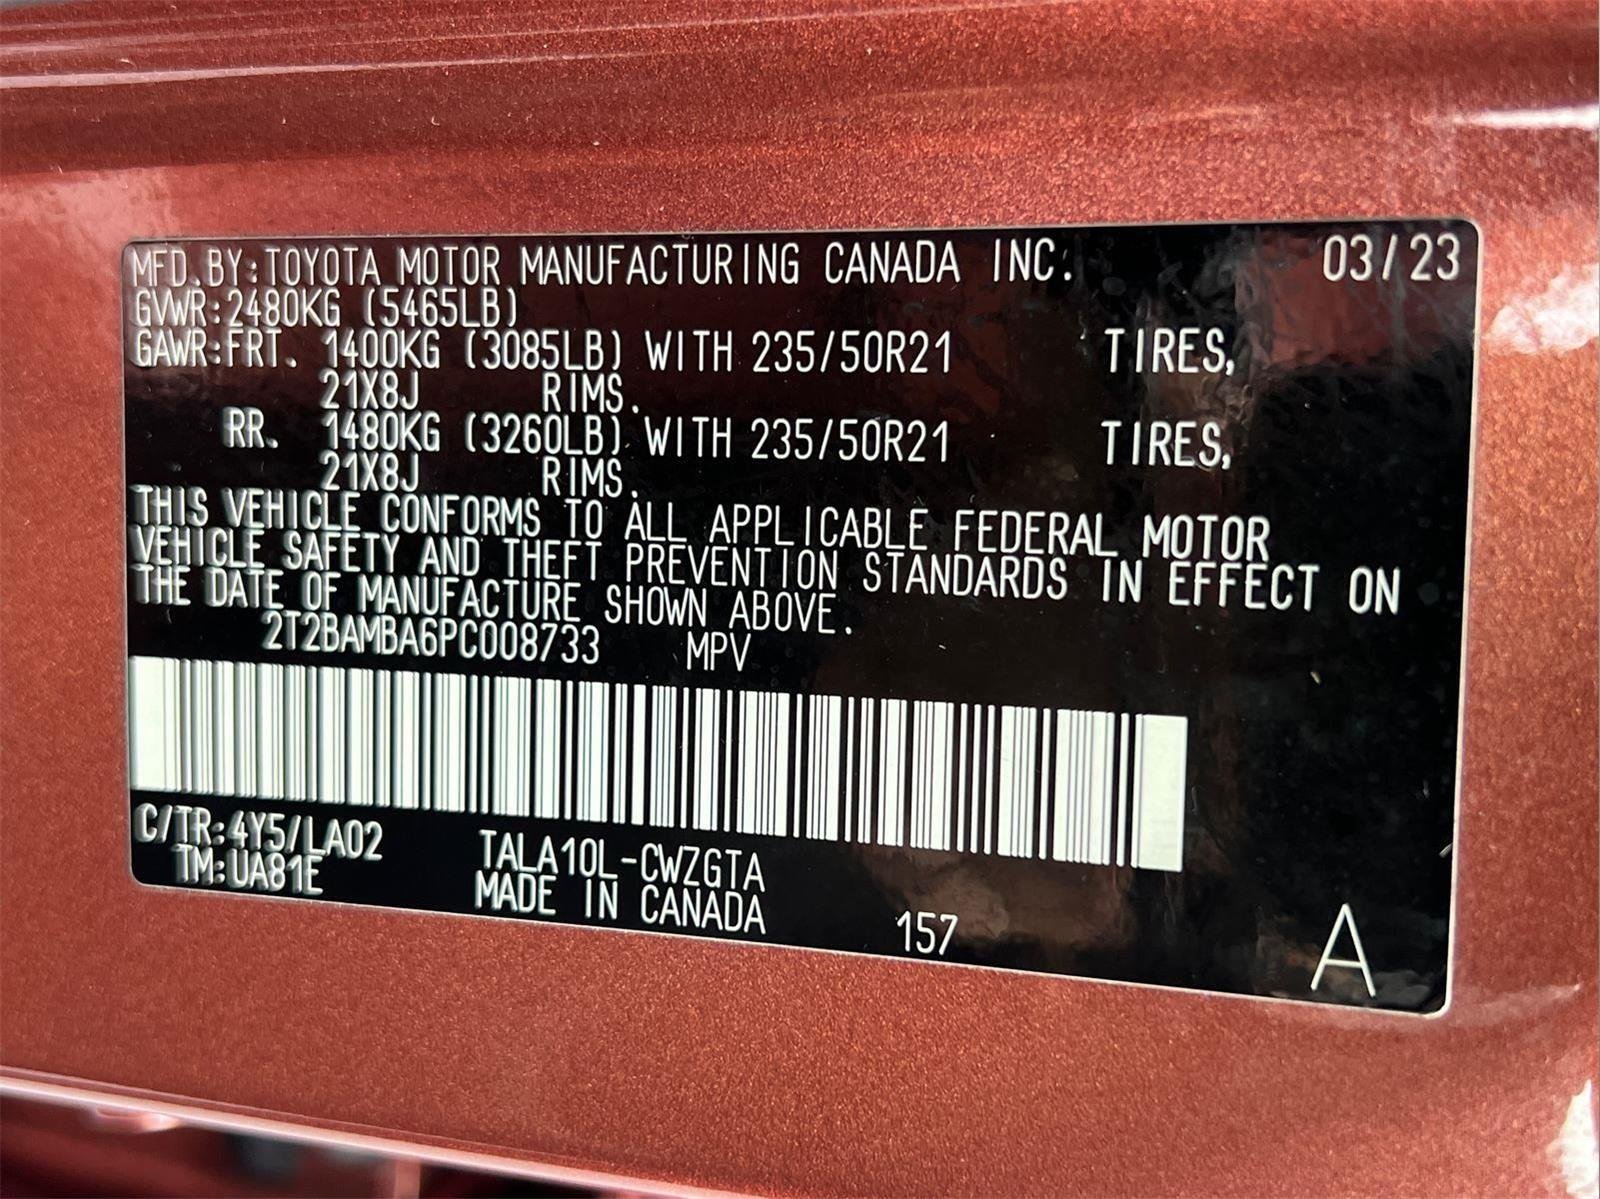 MFD.BY:TOYOTA MOTOR MANUFACTURING CANADA INC. 03/23
GVWR:2480KG (5465LB)
GAWR:FRT. 1400KG (3085LB) WITH 235/50R21 TIRES,
21X8J RIMS.
RR. 1480KG (3260LB) WITH 235/50R21 TIRES,
21X8J RIMS.
THIS VEHICLE CONFORMS TO ALL APPLICABLE FEDERAL MOTOR
VEHICLE SAFETY AND THEFT PREVENTION STANDARDS IN EFFECT ON
THE DATE OF MANUFACTURE SHOWN ABOVE.
2T2BAMBA6PC008733 MPV
C/TR:4Y5/LA02 TALA10L-CWZGTA
TM:UA81E MADE IN CANADA 157 A